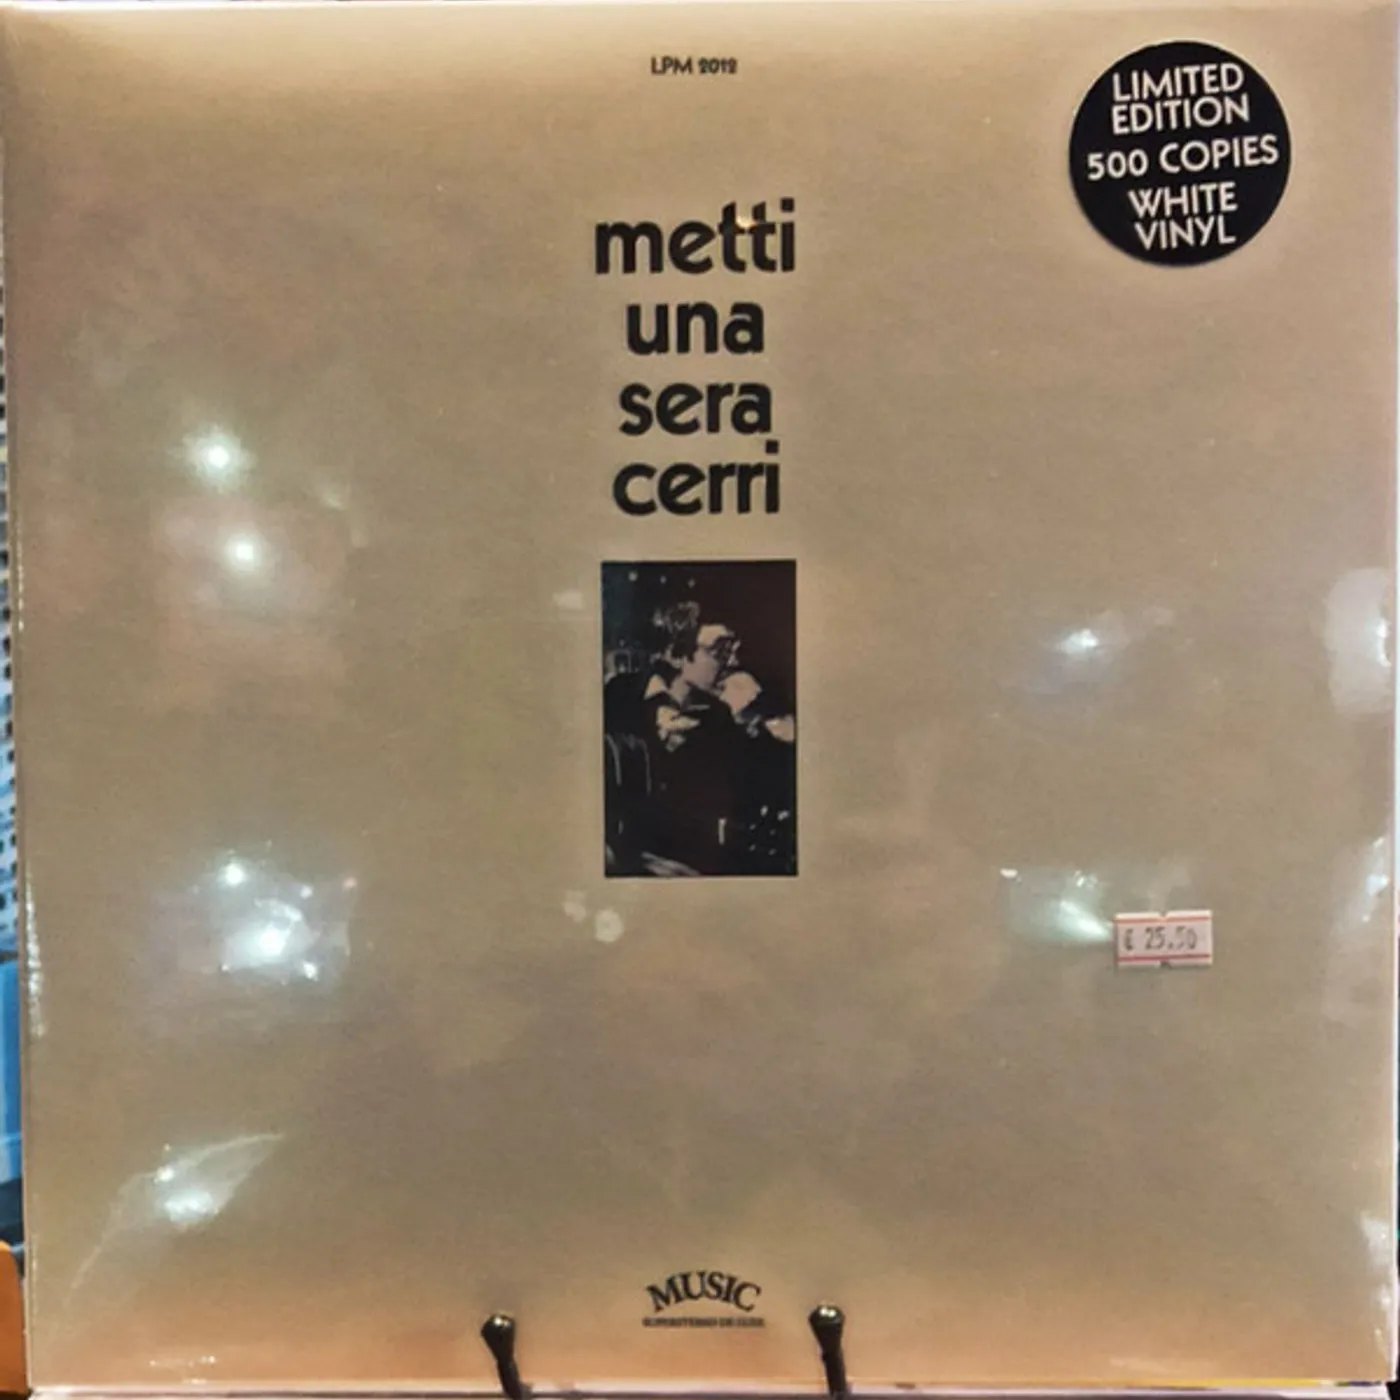 LPM 2012
LIMITED
EDITION
500 COPIES
WHITE
VINYL
metti
una
sera
cerri
€ 25.50
MUSIC